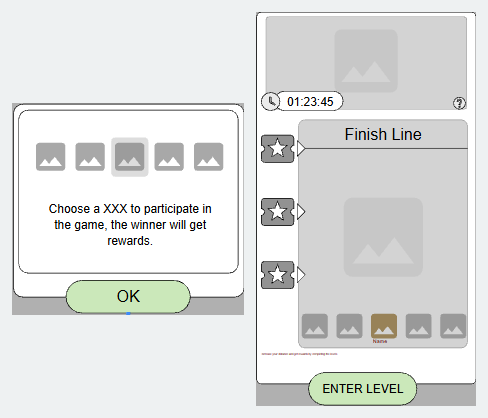 Choose a XXX to participate in
the game, the winner will get
rewards.
OK
01:23:45
?
Finish Line
Name
ENTER LEVEL